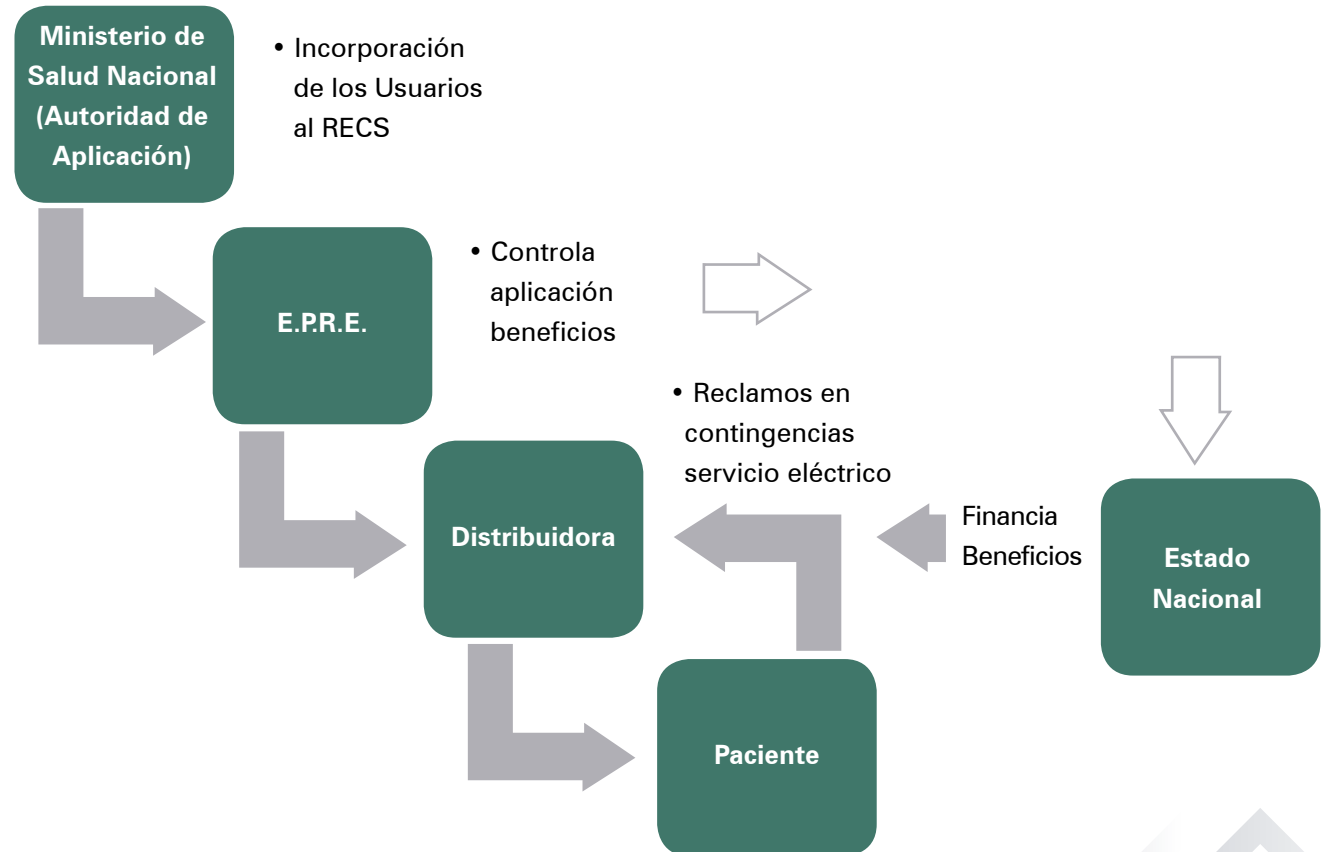 Ministerio de
Salud Nacional
(Autoridad de
Aplicación)
• Incorporación
de los Usuarios
al RECS
E.P.R.E.
• Controla
aplicación
beneficios
• Reclamos en
contingencias
servicio eléctrico
Distribuidora
Financia
Beneficios
Estado
Nacional
Paciente